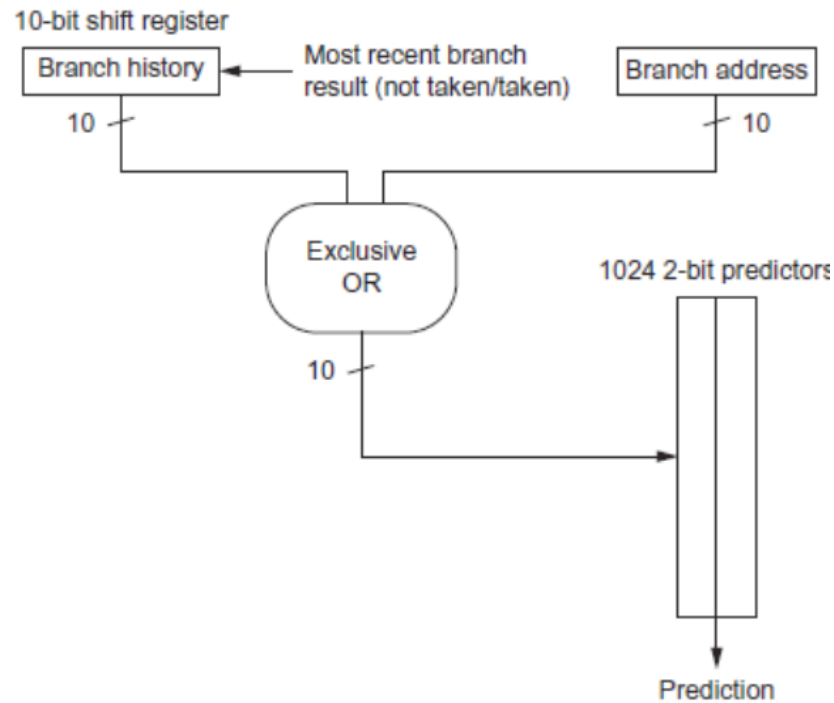 10-bit shift register
Branch history
Most recent branch
result (not taken/taken)
Branch address
10
10
Exclusive
OR
1024 2-bit predictors
10
Prediction